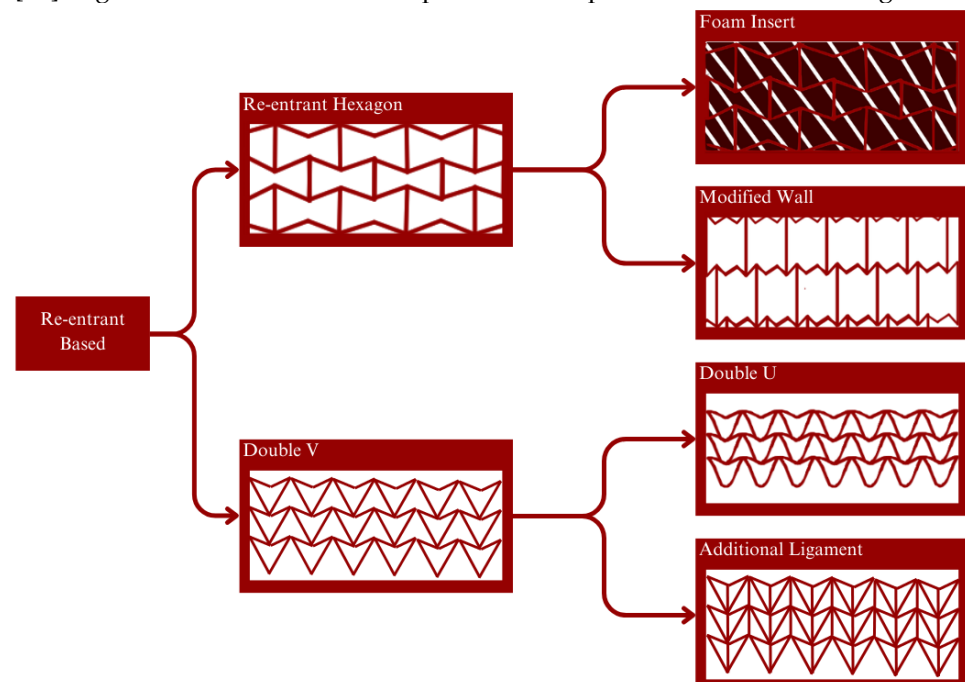 Foam Insert
Re-entrant Hexagon
Modified Wall
Re-entrant
Based
Double U
Double V
Additional Ligament